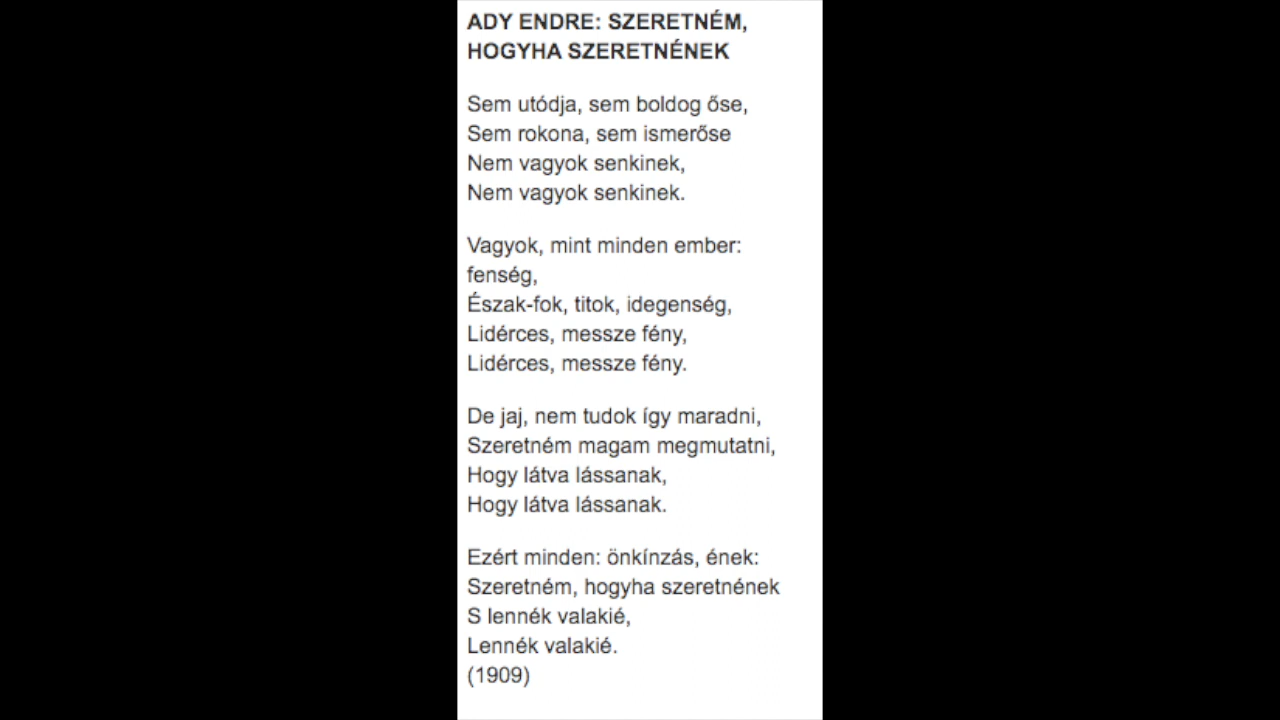 ADY ENDRE: SZERETNÉM,
HOGYHA SZERETNÉNEK
Sem utódja, sem boldog őse,
Sem rokona, sem ismerőse
Nem vagyok senkinek,
Nem vagyok senkinek.
Vagyok, mint minden ember:
fenség,
Észak-fok, titok, idegenség,
Lidérces, messze fény,
Lidérces, messze fény.
De jaj, nem tudok így maradni,
Szeretném magam megmutatni,
Hogy látva lássanak,
Hogy látva lássanak.
Ezért minden: önkínzás, ének:
Szeretném, hogyha szeretnének
S lennék valakié,
Lennék valakié.
(1909)